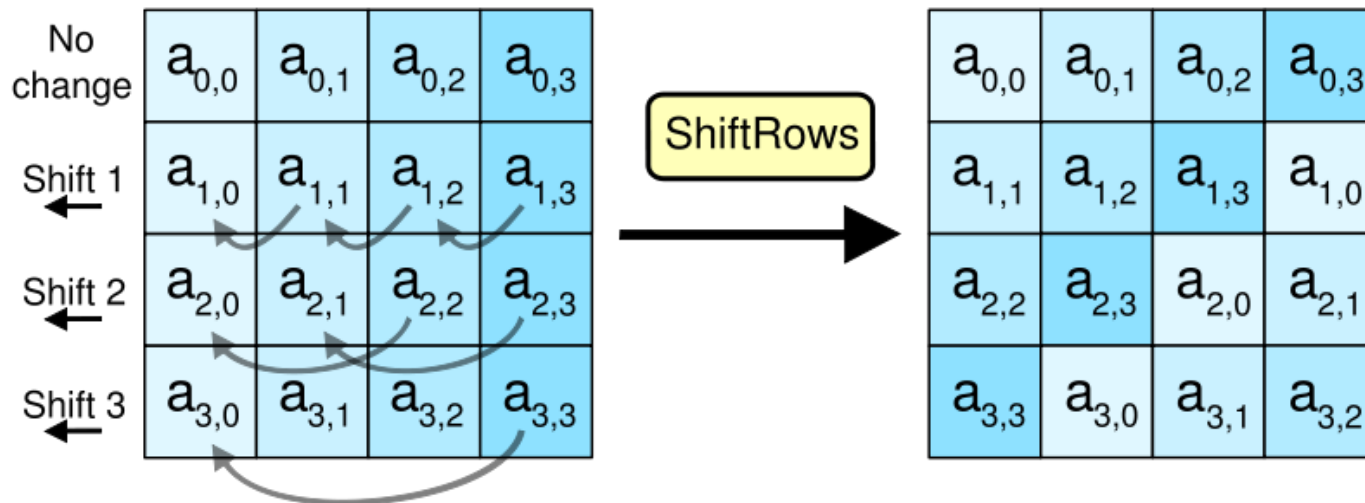 No
change
a0,0 a0,1 a0,2 a0,3
Shift 1
a1,0 a1,1 a1,2 a1,3
Shift 2
a2,0 a2,1 a2,2 a2,3
Shift 3
a3,0 a3,1 a3,2 a3,3
ShiftRows
a0,0 a0,1 a0,2 a0,3
a1,1 a1,2 a1,3 a1,0
a2,2 a2,3 a2,0 a2,1
a3,3 a3,0 a3,1 a3,2